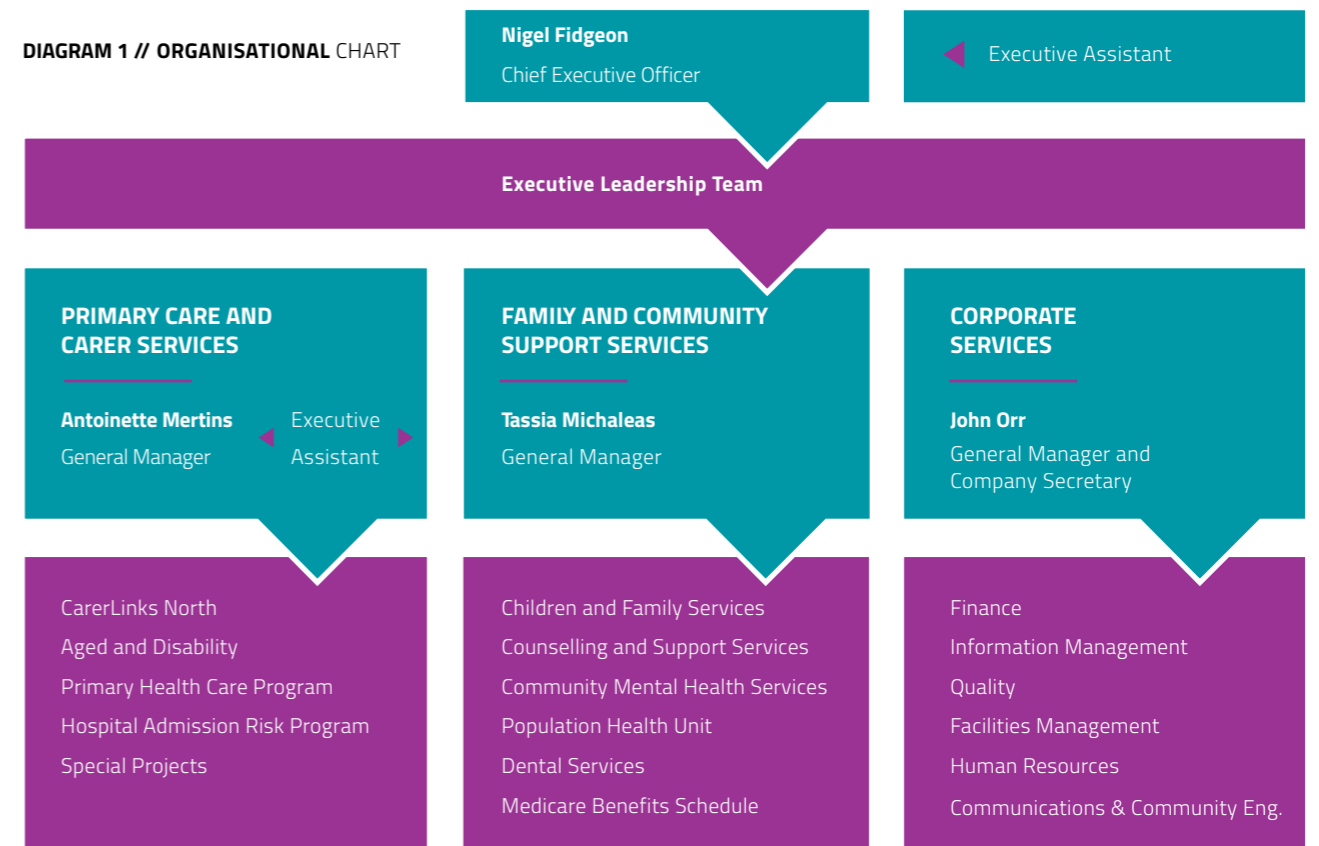 DIAGRAM 1 // ORGANISATIONAL CHART
Nigel Fidgeon
Chief Executive Officer
Executive Assistant
Executive Leadership Team
PRIMARY CARE AND
CARER SERVICES
Antoinette Mertins
General Manager
Executive
Assistant
FAMILY AND COMMUNITY
SUPPORT SERVICES
Tassia Michaleas
General Manager
CORPORATE
SERVICES
John Orr
General Manager and
Company Secretary
CarerLinks North
Aged and Disability
Primary Health Care Program
Hospital Admission Risk Program
Special Projects
Children and Family Services
Counselling and Support Services
Community Mental Health Services
Population Health Unit
Dental Services
Medicare Benefits Schedule
Finance
Information Management
Quality
Facilities Management
Human Resources
Communications & Community Eng.